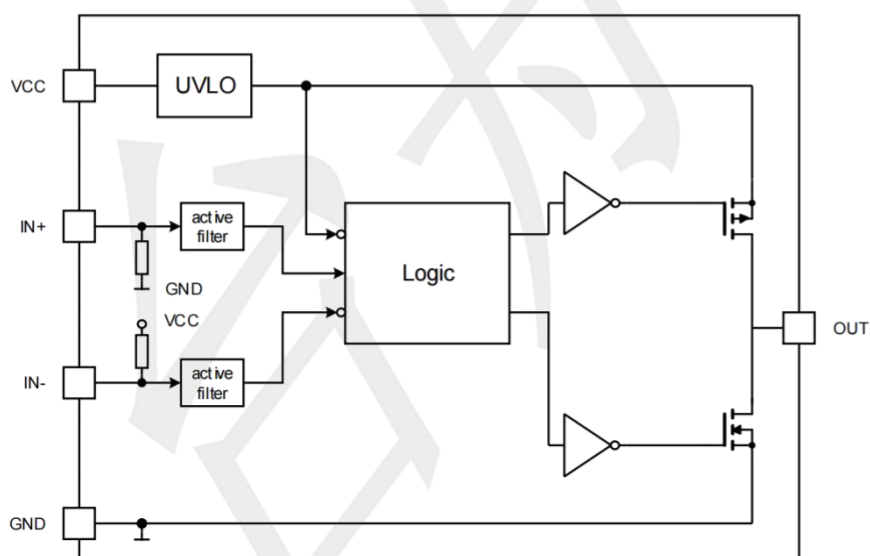 VCC
UVLO
IN+
active
filter
GND
Logic
VCC
OUT
IN-
active
filter
GND